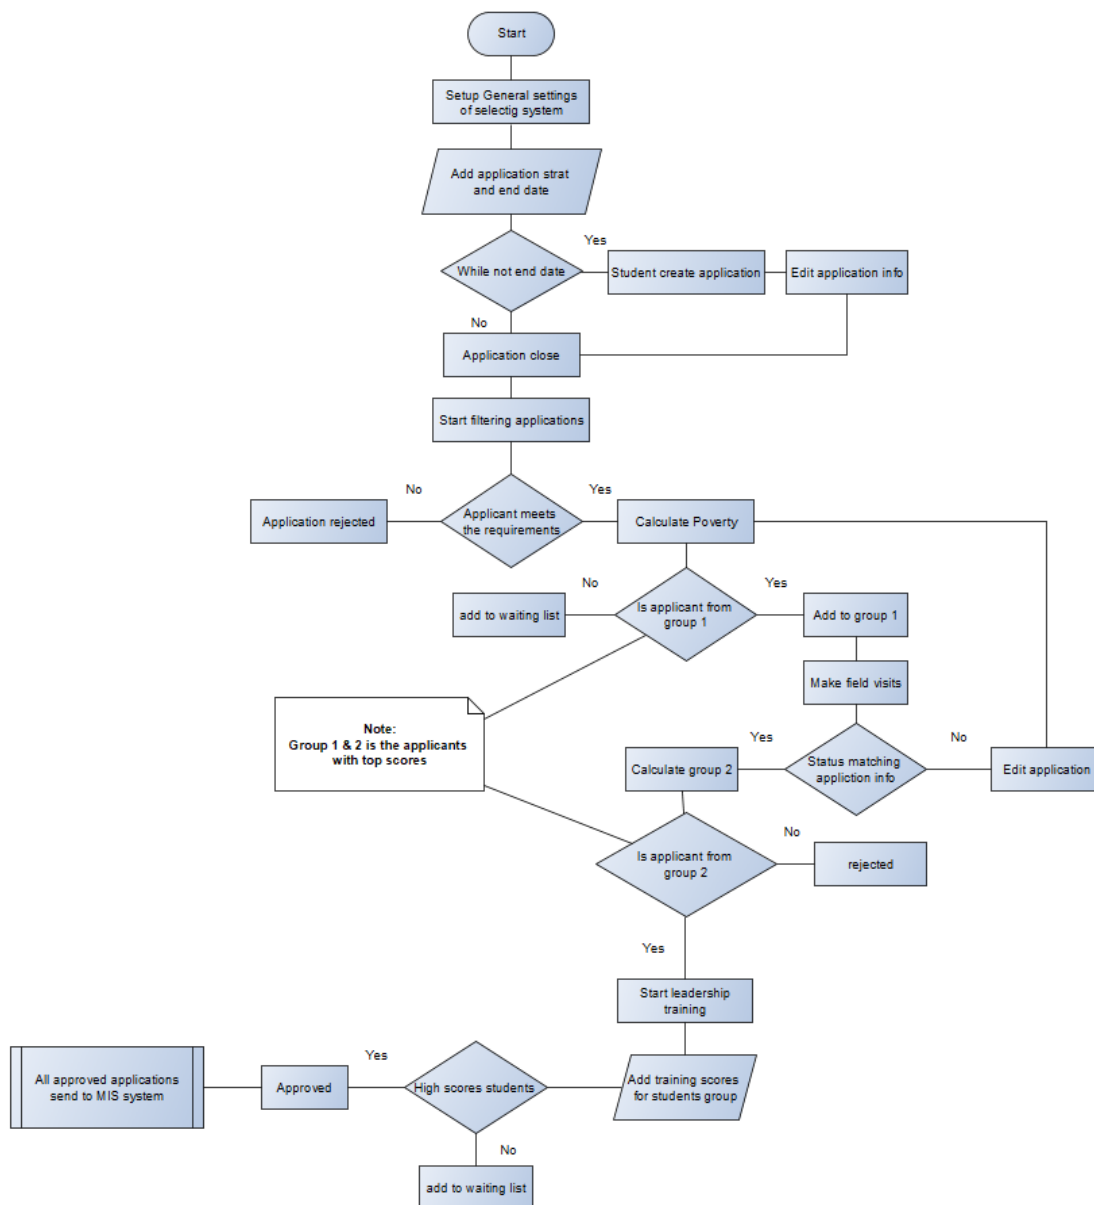 Start
Setup General settings
of selectig system
Add application strat
and end date
While not end date
Yes
Student create application
Edit application info
No
Application close
Start filtering applications
No
Applicant meets
the requirements
Yes
Application rejected
Calculate Poverty
No
Is applicant from
group 1
Yes
add to waiting list
Add to group 1
Make field visits
Note:
Group 1 & 2 is the applicants
with top scores
Yes
Status matching
appliction info
No
Calculate group 2
Edit application
Is applicant from
group 2
No
rejected
Yes
Start leadership
training
All approved applications
send to MIS system
Approved
Yes
High scores students
Add training scores
for students group
No
add to waiting list